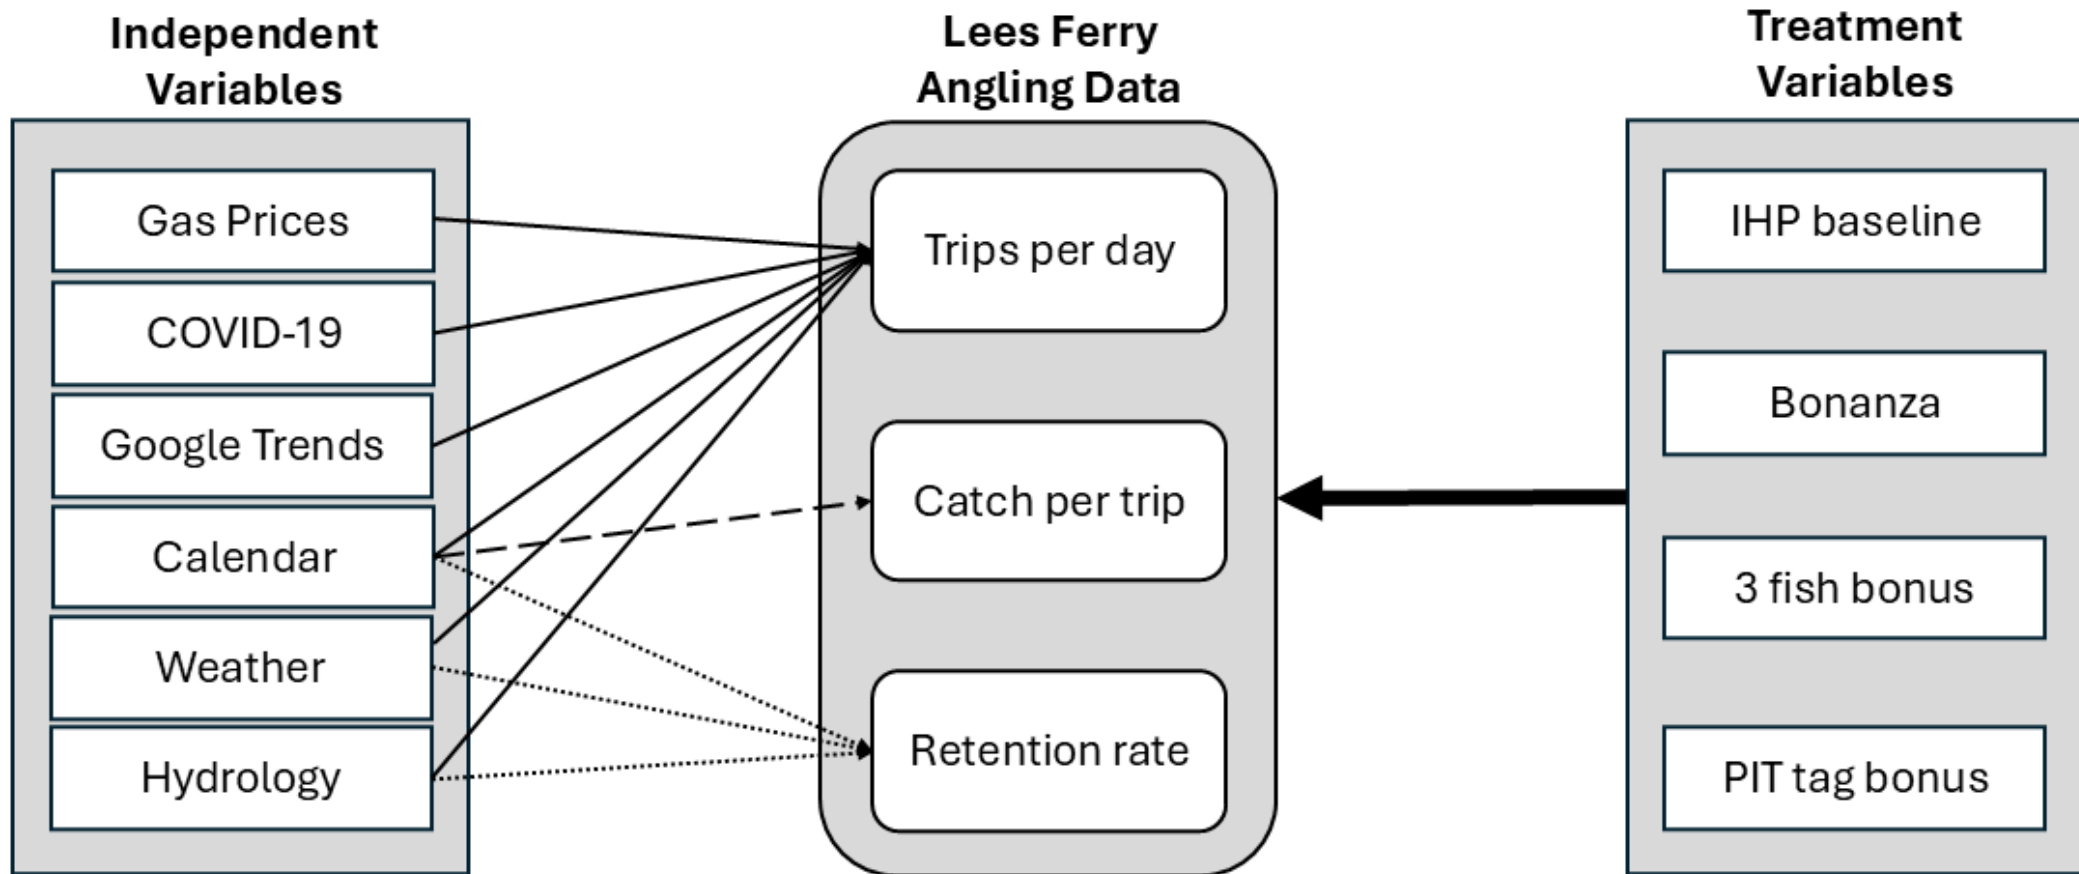 Independent
Variables
Gas Prices
COVID-19
Google Trends
Calendar
Weather
Hydrology
Lees Ferry
Angling Data
Trips per day
Catch per trip
Retention rate
Treatment
Variables
IHP baseline
Bonanza
3 fish bonus
PIT tag bonus